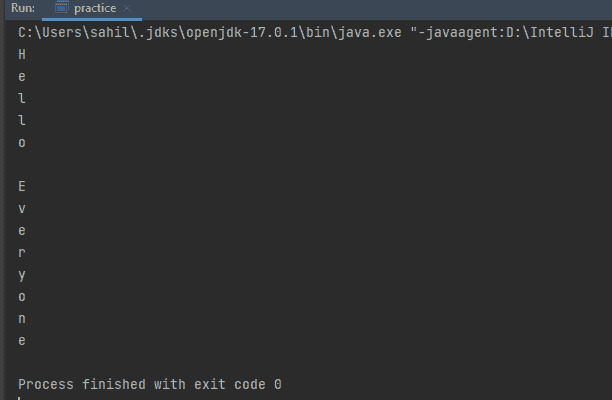 Run: practice ×
C:\Users\sahil\.jdks\openjdk-17.0.1\bin\java.exe "-javaagent:D:\IntelliJ
H
e
l
l
o

E
v
e
r
y
o
n
e

Process finished with exit code 0